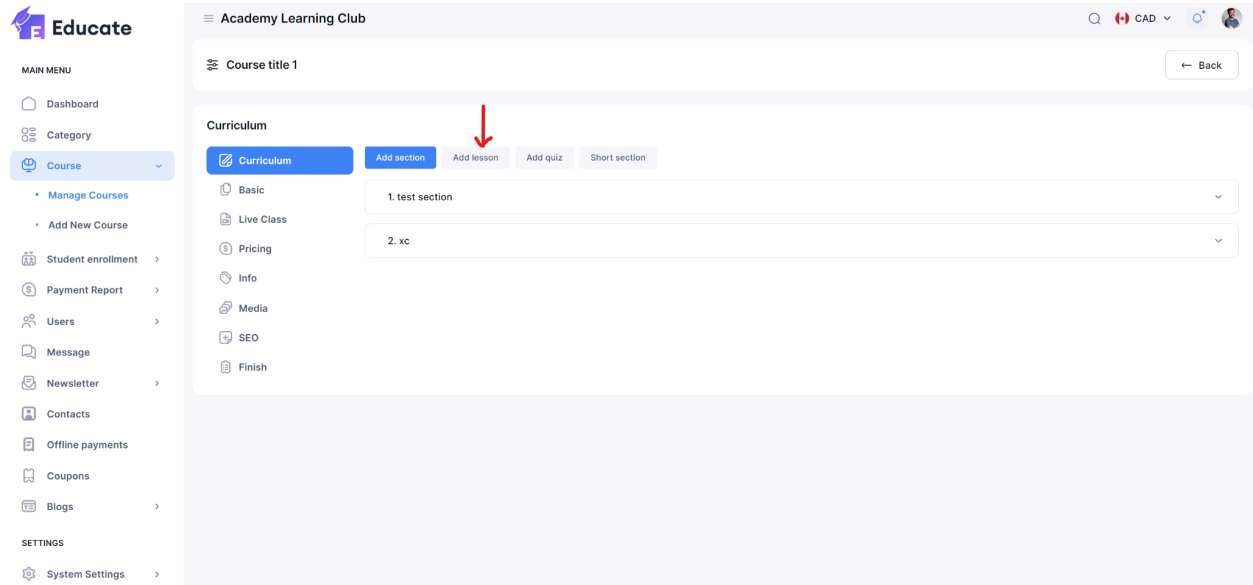 Educate
MAIN MENU
Dashboard
Category
Course
Manage Courses
Add New Course
Student enrollment
Payment Report
Users
Message
Newsletter
Contacts
Offline payments
Coupons
Blogs
SETTINGS
System Settings
Academy Learning Club
CAD
Course title 1
← Back
Curriculum
Curriculum
Basic
Live Class
Pricing
Info
Media
SEO
Finish
Add section Add lesson Add quiz Short section
1. test section
2. xc